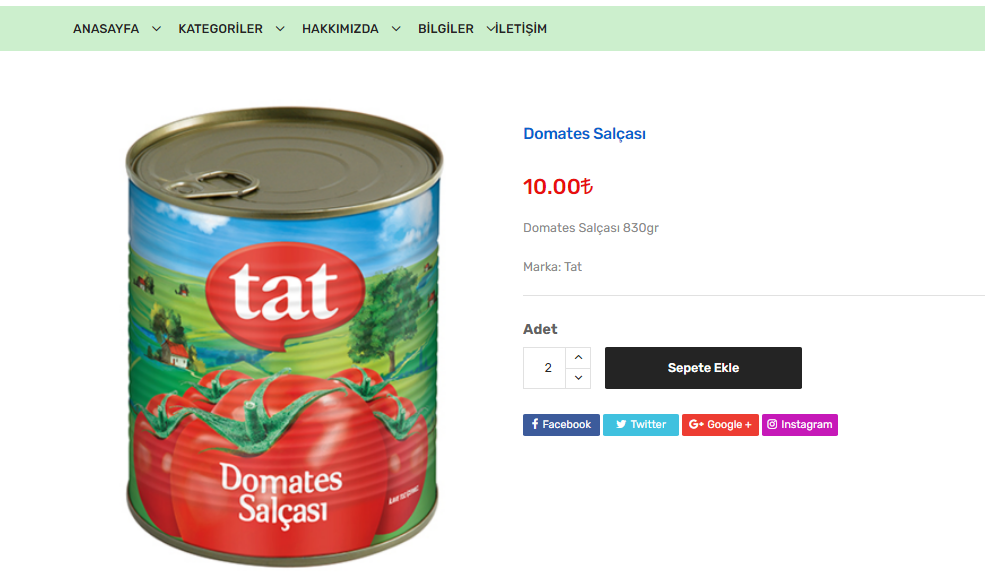 ANASAYFA KATEGORİLER HAKKIMIZDA BİLGİLER İLETİŞİM
tat
Domates
Salçası
Domates Salçası
10.00₺
Domates Salçası 830gr
Marka: Tat
Adet
2
Sepete Ekle
Facebook Twitter Google + Instagram